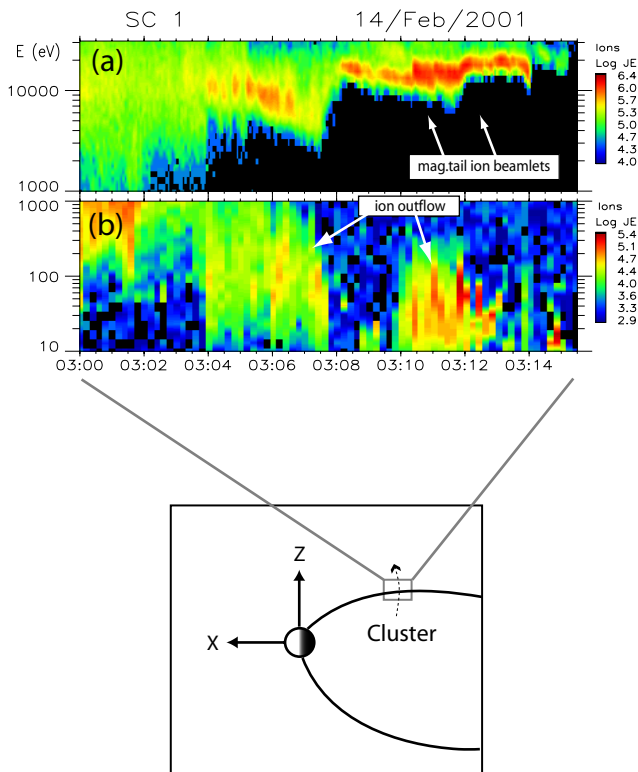 SC 1 14/Feb/2001
E (eV)
(a)
10000
1000
mag.tail ion beamlets
Ions
Log JE
6.4
6.0
5.7
5.3
5.0
4.7
4.3
4.0
ion outflow
(b)
1000
100
10
Ions
Log JE
5.4
5.1
4.7
4.4
4.0
3.6
3.3
2.9
03:00 03:02 03:04 03:06 03:08 03:10 03:12 03:14
Z
X
Cluster